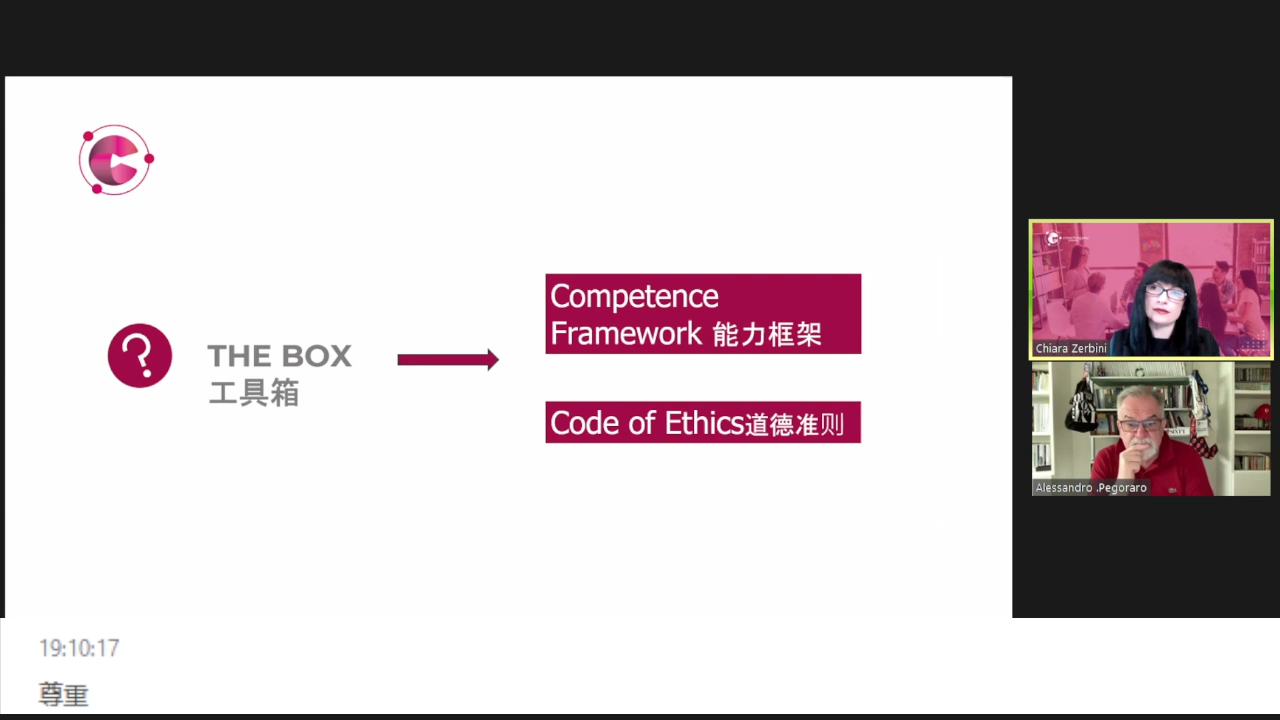 THE BOX
工具箱
Competence
Framework 能力框架
Code of Ethics道德准则
Chiara Zerbini
Alessandro .Pegoraro
19:10:17
尊重